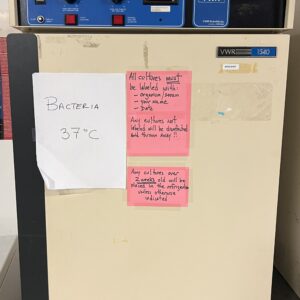 VWR
1540
BACTERIA
37°C
All cultures must
be labeled with:
- organism/strain
- your name
- Date
Any cultures not
labeled will be
and thrown away!!
Any cultures over
2 weeks old will be
placed in the refrigerator
unless otherwise
indicated